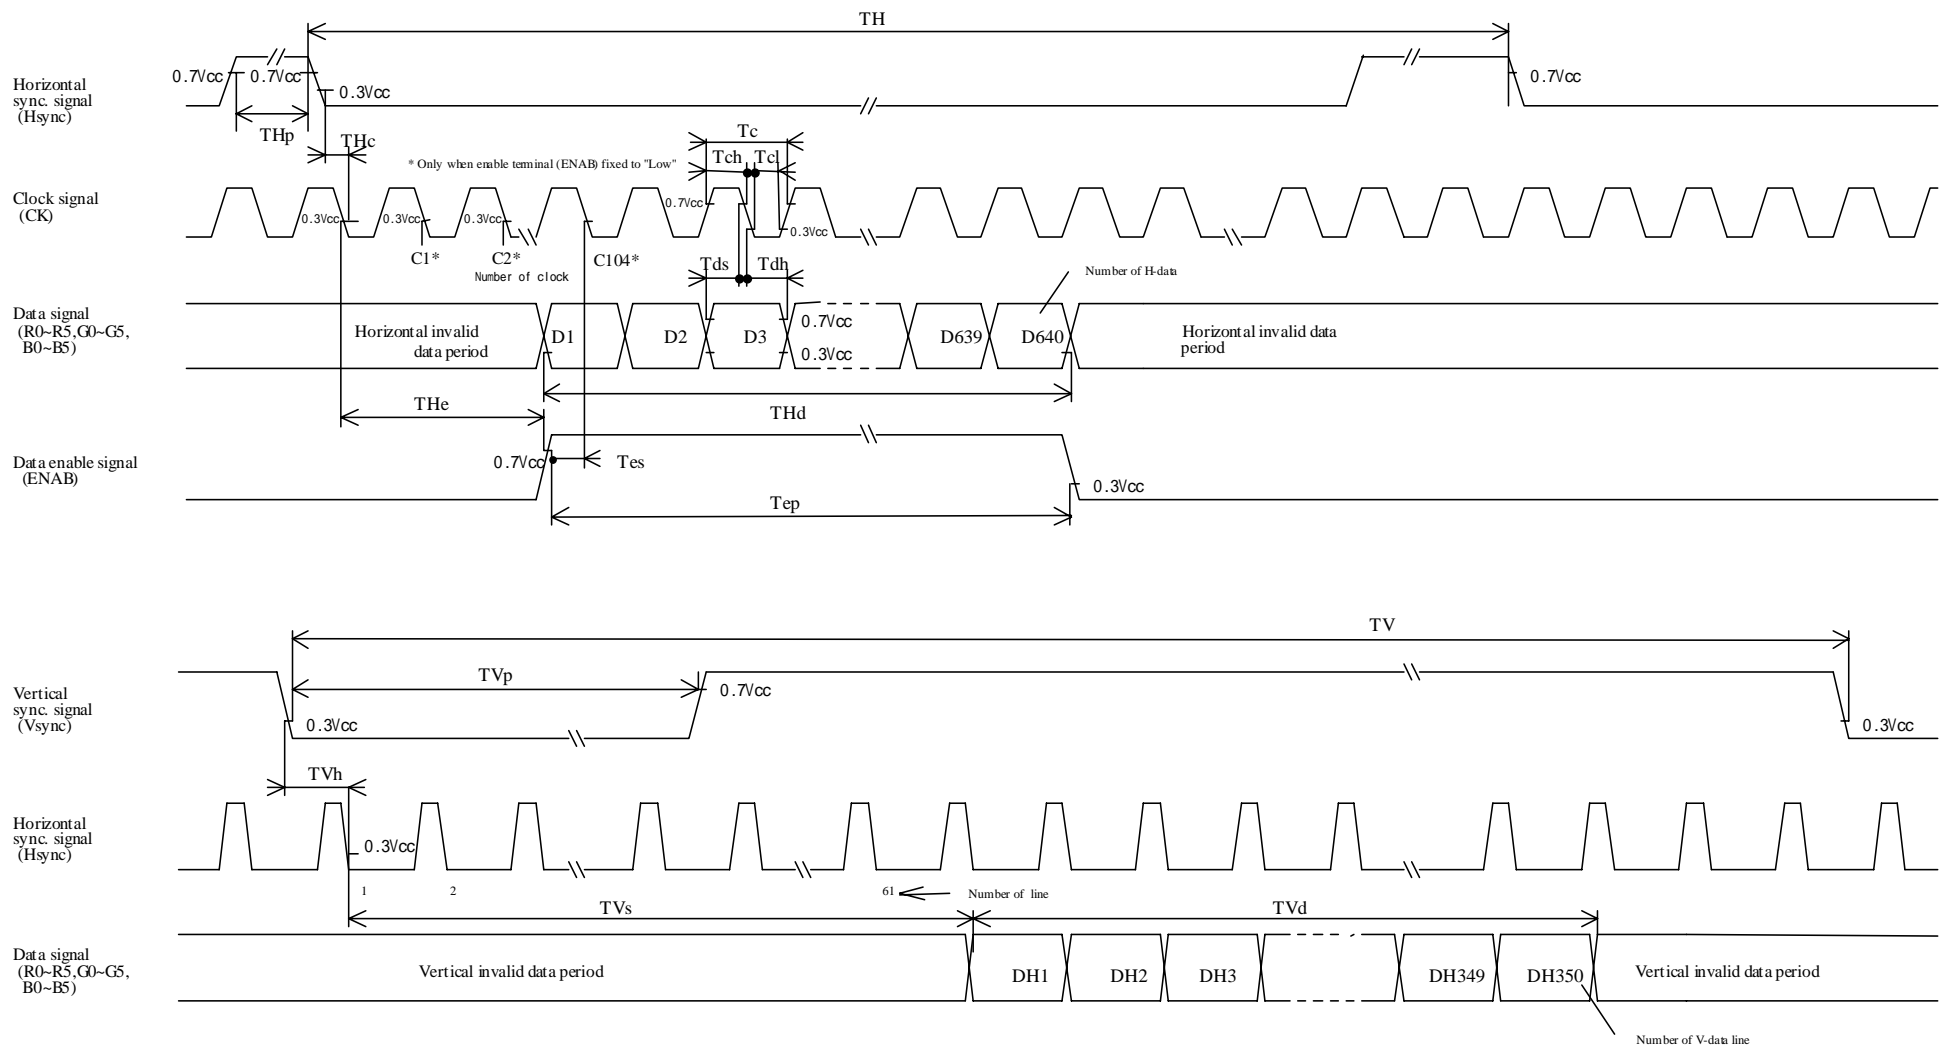 TH
0.7Vcc
0.7Vcc
0.7Vcc
Horizontal
sync. signal
(Hsync)
0.3Vcc
THp
THc
Tc
* Only when enable terminal (ENAB) fixed to "Low"
Tch
Tcl
Clock signal
(CK)
0.7Vcc
0.3Vcc
0.3Vcc
0.3Vcc
0.3Vcc
C1*
C2*
C104*
Number of clock
Tds
Tdh
Number of H-data
Data signal
(R0~R5,G0~G5,
B0~B5)
Horizontal invalid
data period
D1
D2
D3
0.7Vcc
0.3Vcc
D639
D640
Horizontal invalid data
period
THe
THd
Data enable signal
(ENAB)
0.7Vcc
Tes
0.3Vcc
Tep
TV
TVp
0.7Vcc
Vertical
sync. signal
(Vsync)
0.3Vcc
0.3Vcc
TVh
Horizontal
sync. signal
(Hsync)
0.3Vcc
1
2
61
Number of line
TVs
TVd
Data signal
(R0~R5,G0~G5,
B0~B5)
Vertical invalid data period
DH1
DH2
DH3
DH349
DH350
Vertical invalid data period
Number of V-data line